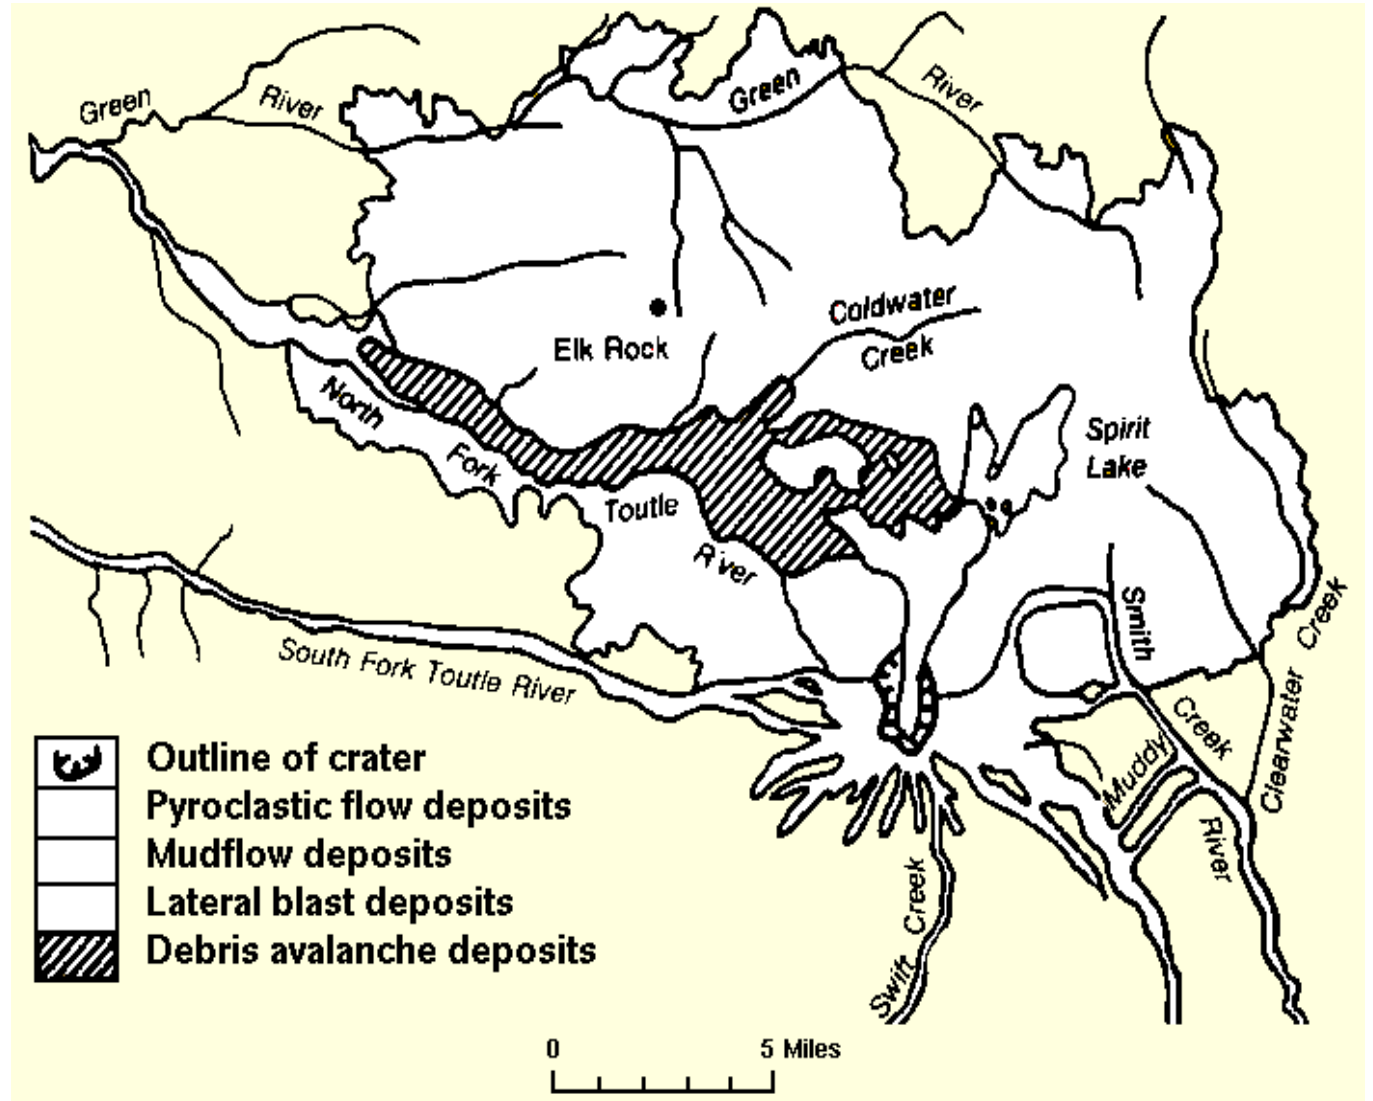 Green
River
Green
River
Coldwater
Creek
Elk Rock
North
Fork
Toutle
River
Spirit
Lake
Smith
Creek
Creek
Clearwater
Muddy
River
South Fork Toutle River
Swift
Creek
Outline of crater
Pyroclastic flow deposits
Mudflow deposits
Lateral blast deposits
Debris avalanche deposits
0 5 Miles